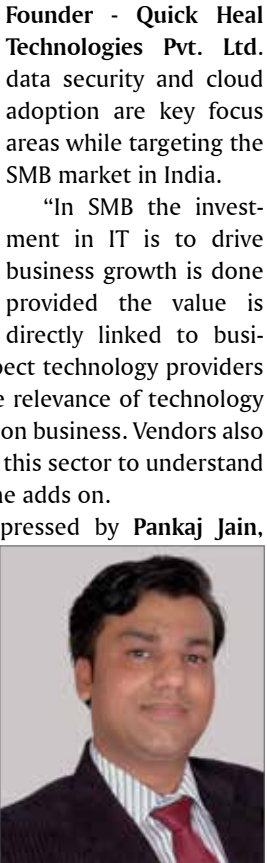 Founder - Quick Heal
Technologies Pvt. Ltd.
data security and cloud
adoption are key focus
areas while targeting the
SMB market in India.
“In SMB the invest-
ment in IT is to drive
business growth is done
provided the value is
directly linked to busi-
technology providers
relevance of technology
on business. Vendors also
this sector to understand
adds on.
by Pankaj Jain,